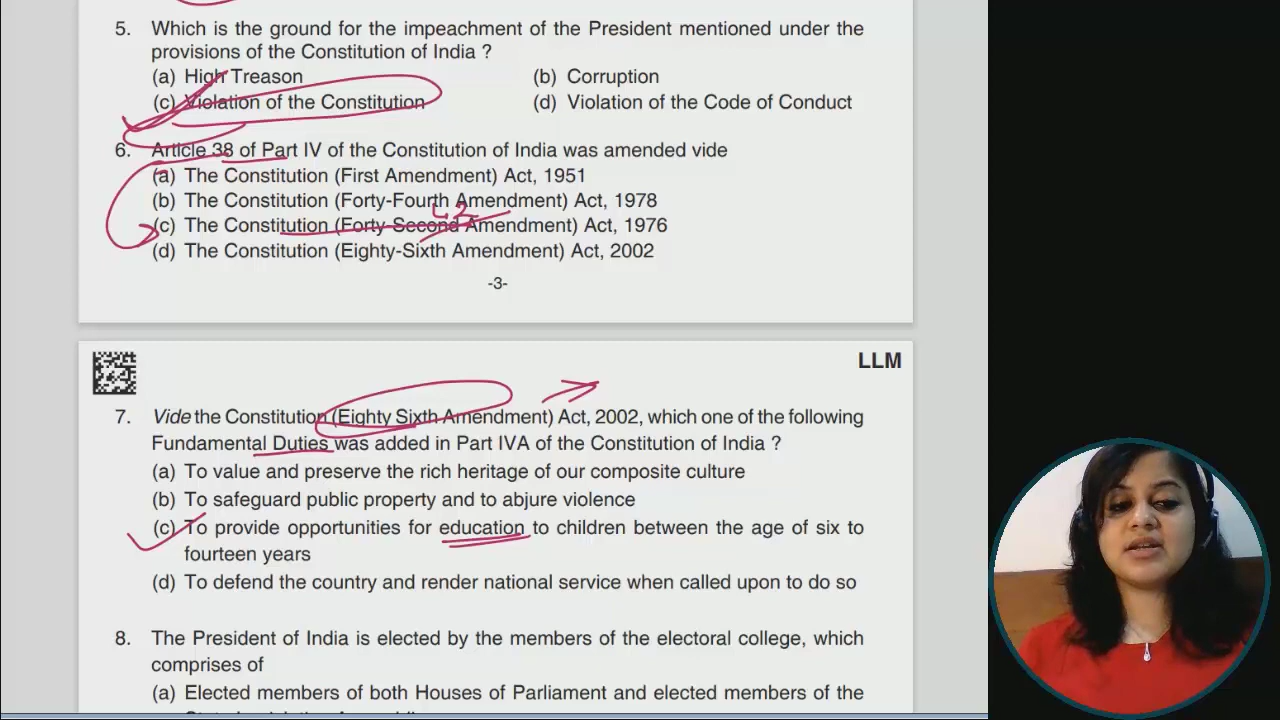 5. Which is the ground for the impeachment of the President mentioned under the
provisions of the Constitution of India ?
(a) High Treason (b) Corruption
(c) Violation of the Constitution (d) Violation of the Code of Conduct
6. Article 38 of Part IV of the Constitution of India was amended vide
(a) The Constitution (First Amendment) Act, 1951
(b) The Constitution (Forty-Fourth Amendment) Act, 1978
42
(c) The Constitution (Forty-Second Amendment) Act, 1976
(d) The Constitution (Eighty-Sixth Amendment) Act, 2002
-3-
LLM
7. Vide the Constitution (Eighty Sixth Amendment) Act, 2002, which one of the following
Fundamental Duties was added in Part IVA of the Constitution of India ?
(a) To value and preserve the rich heritage of our composite culture
(b) To safeguard public property and to abjure violence
(c) To provide opportunities for education to children between the age of six to
fourteen years
(d) To defend the country and render national service when called upon to do so
8. The President of India is elected by the members of the electoral college, which
comprises of
(a) Elected members of both Houses of Parliament and elected members of the